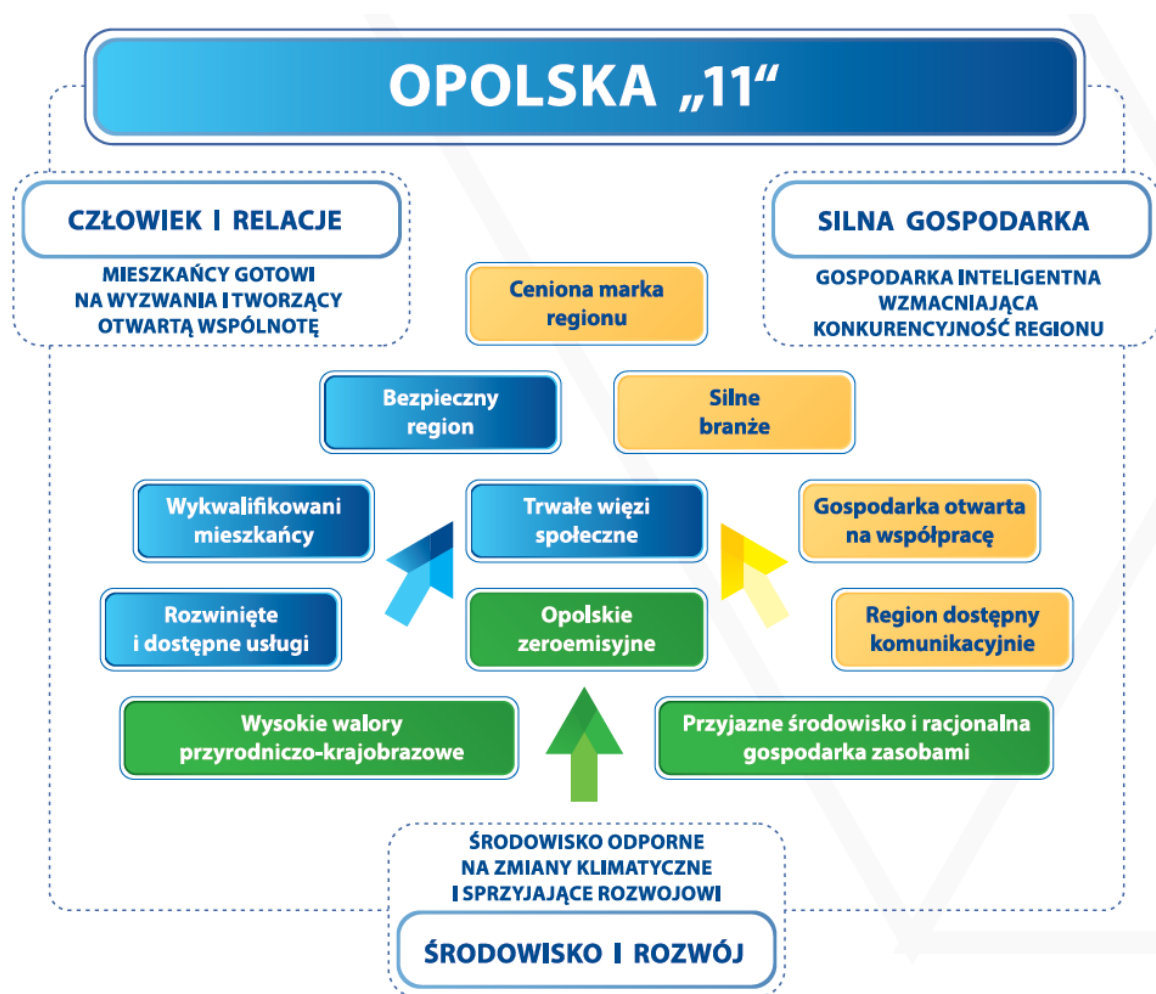 OPOLSKA „11“
CZŁOWIEK I RELACJE
MIESZKAŃCY GOTOWI
NA WYZWANIA I TWORZĄCY
OTWARTĄ WSPÓLNOTĘ
SILNA GOSPODARKA
GOSPODARKA INTELIGENTNA
WZMACNIAJĄCA
KONKURENCYJNOŚĆ REGIONU
Ceniona marka
regionu
Bezpieczny
region
Silne
branże
Wykwalifikowani
mieszkańcy
Trwałe więzi
społeczne
Gospodarka otwarta
na współpracę
Rozwinięte
i dostępne usługi
Opolskie
zeroemisyjne
Region dostępny
komunikacyjnie
Wysokie walory
przyrodniczo-krajobrazowe
Przyjazne środowisko i racjonalna
gospodarka zasobami
ŚRODOWISKO ODPORNE
NA ZMIANY KLIMATYCZNE
I SPRZYJAJĄCE ROZWOJOWI
ŚRODOWISKO I ROZWÓJ